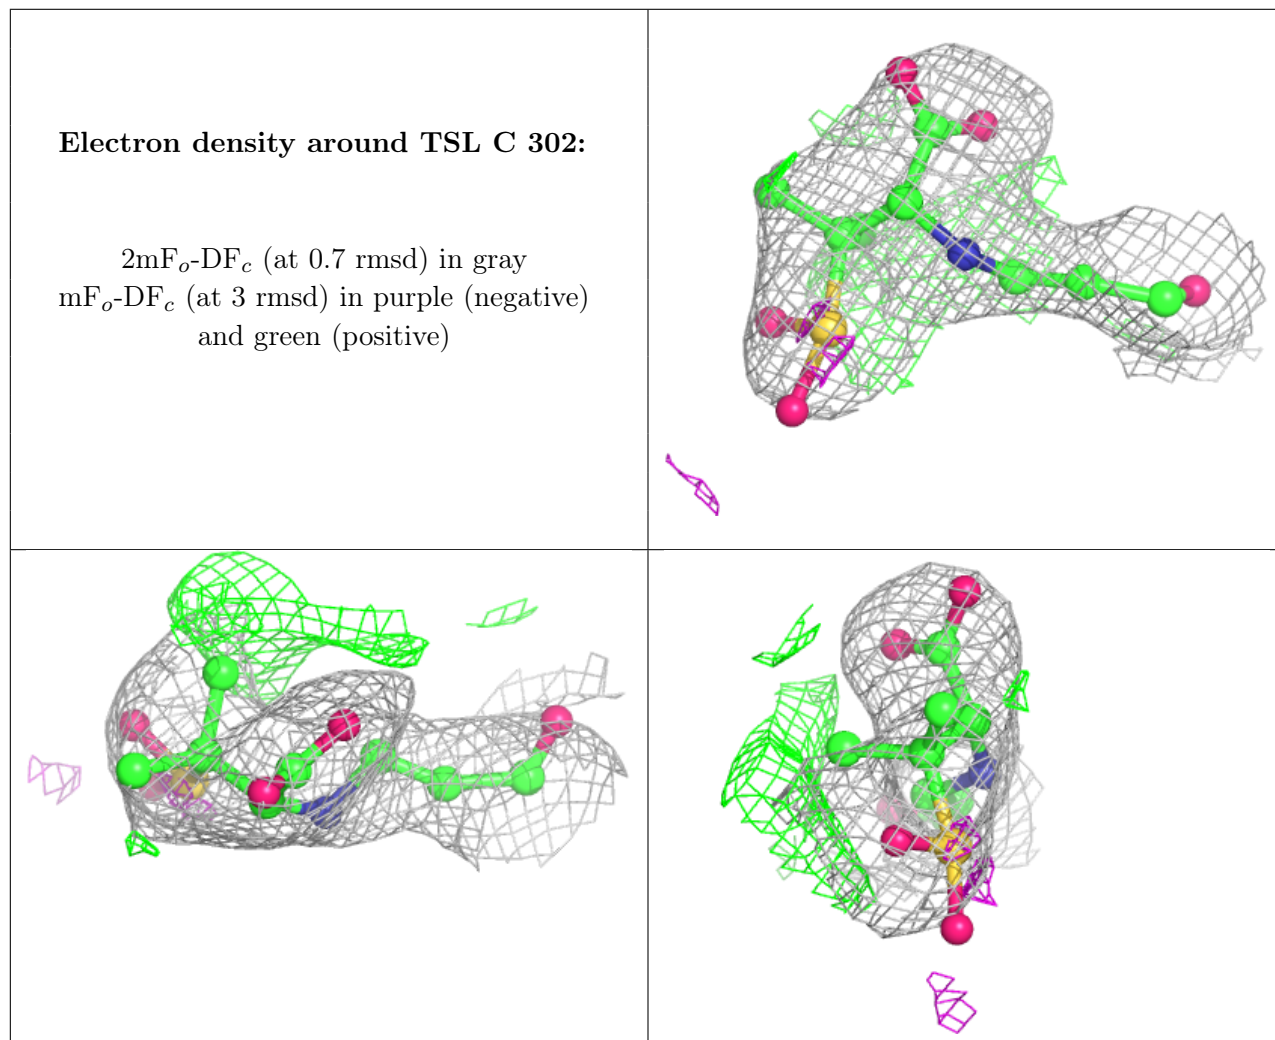 Electron density around TSL C 302:
2mFo-DFc (at 0.7 rmsd) in gray
mFo-DFc (at 3 rmsd) in purple (negative)
and green (positive)